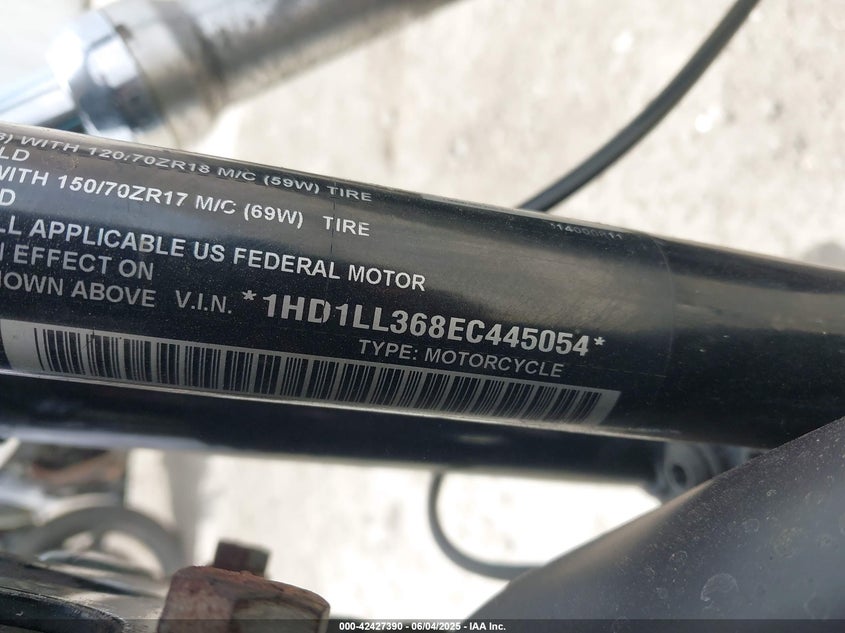 ) WITH 120/70ZR18 M/C (59W) TIRE
LD
WITH 150/70ZR17 M/C (69W) TIRE
D
LL APPLICABLE US FEDERAL MOTOR
N EFFECT ON
HOWN ABOVE V.I.N. *1HD1LL368EC445054*
TYPE: MOTORCYCLE
000-42427390 - 06/04/2025 - IAA Inc.